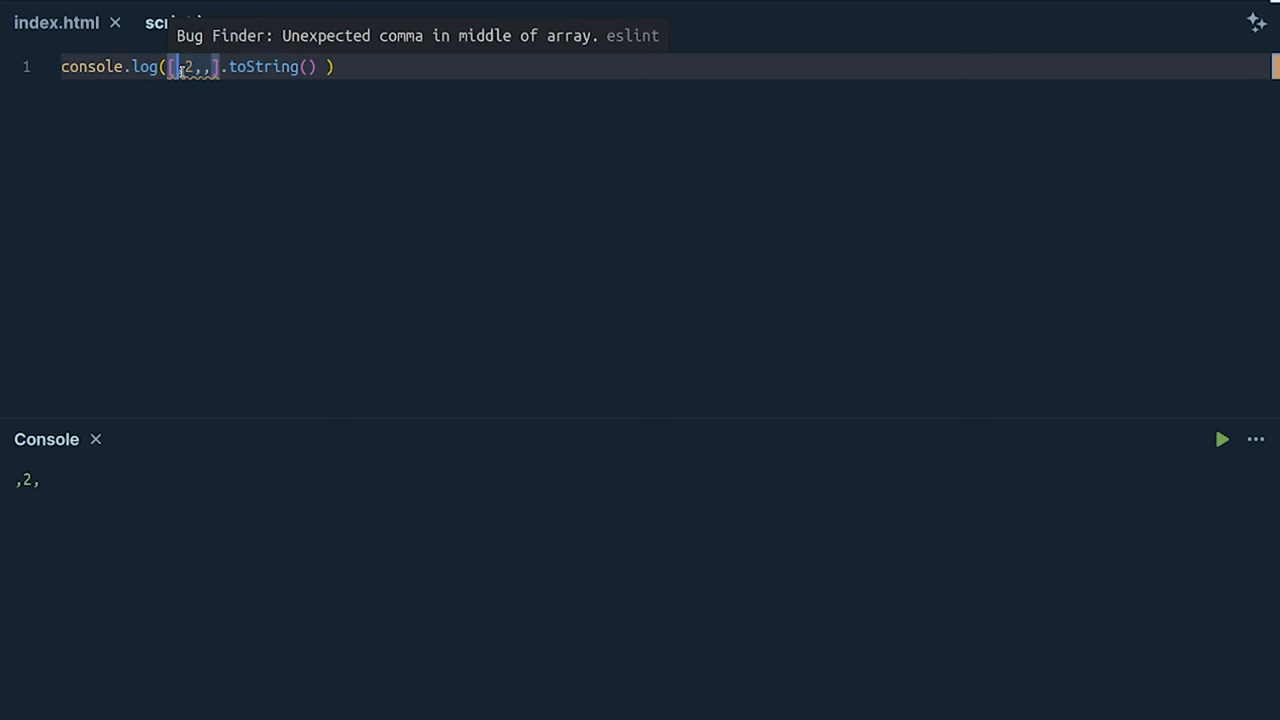 index.html ×
Bug Finder: Unexpected comma in middle of array. eslint
1 console.log([,2,,].toString() )
Console ×
,2,